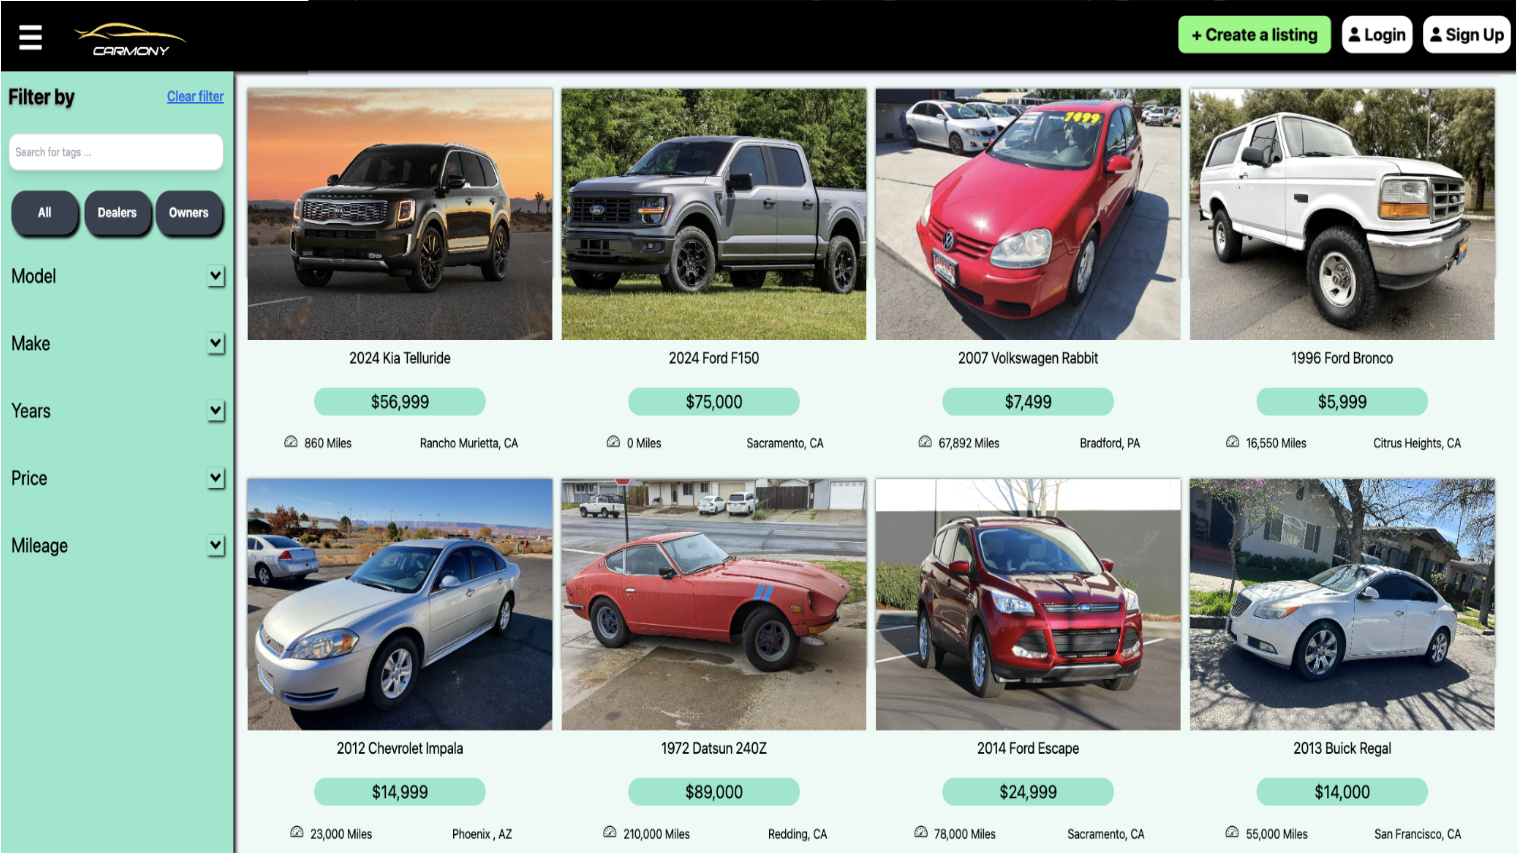 CARMONY
+ Create a listing
Login
Sign Up
Filter by
Clear filter
Search for tags ...
All
Dealers
Owners
Model
Make
Years
Price
Mileage
7499
2024 Kia Telluride
2024 Ford F150
2007 Volkswagen Rabbit
1996 Ford Bronco
$56,999
$75,000
$7,499
$5,999
860 Miles
Rancho Murietta, CA
0 Miles
Sacramento, CA
67,892 Miles
Bradford, PA
16,550 Miles
Citrus Heights, CA
2012 Chevrolet Impala
1972 Datsun 240Z
2014 Ford Escape
2013 Buick Regal
$14,999
$89,000
$24,999
$14,000
23,000 Miles
Phoenix , AZ
210,000 Miles
Redding, CA
78,000 Miles
Sacramento, CA
55,000 Miles
San Francisco, CA